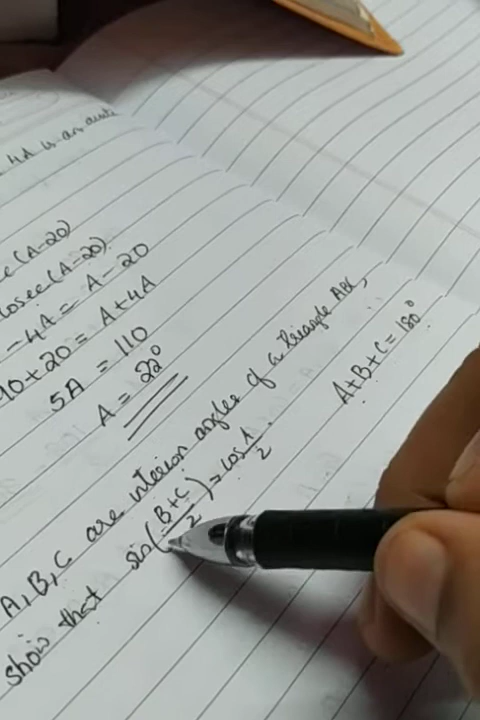 4A is an acute
(A-20)
cosec(A-20)
-4A = A-20
90+20 = A+4A
5A = 110
A = 22°
A, B, C are interior angles of a triangle ABC,
show that sin(B+C/2) = cos A/2.
A+B+C = 180°